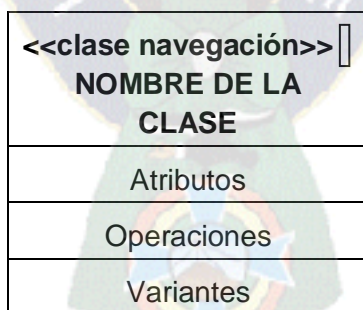 <<clase navegación>>
NOMBRE DE LA
CLASE
Atributos
Operaciones
Variantes